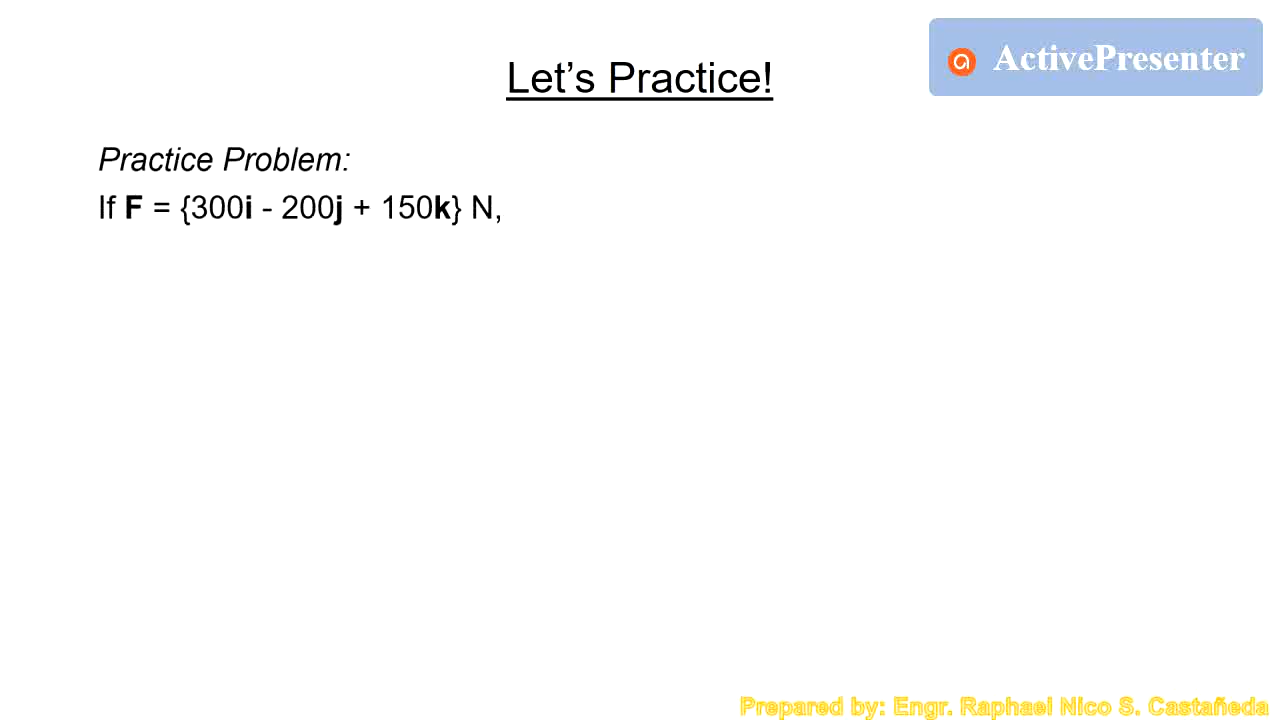 ActivePresenter
Let’s Practice!
Practice Problem:
If F = {300i - 200j + 150k} N,
Prepared by: Engr. Raphael Nico S. Castañeda